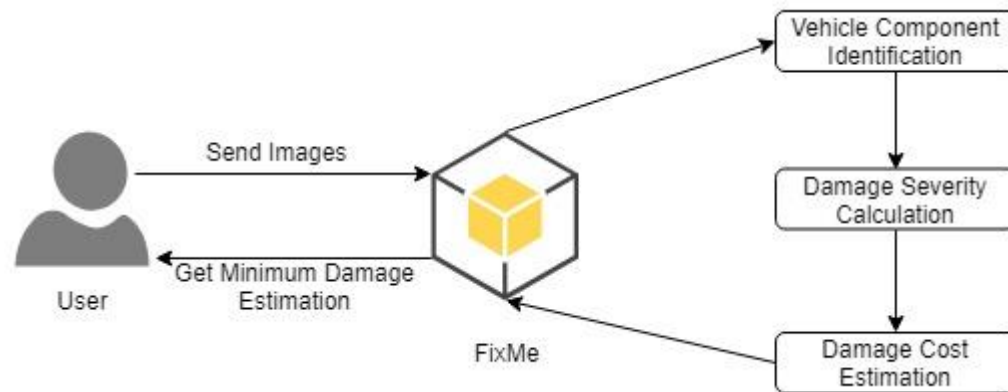 Vehicle Component
Identification
Send Images
Damage Severity
Calculation
Get Minimum Damage
Estimation
User
FixMe
Damage Cost
Estimation